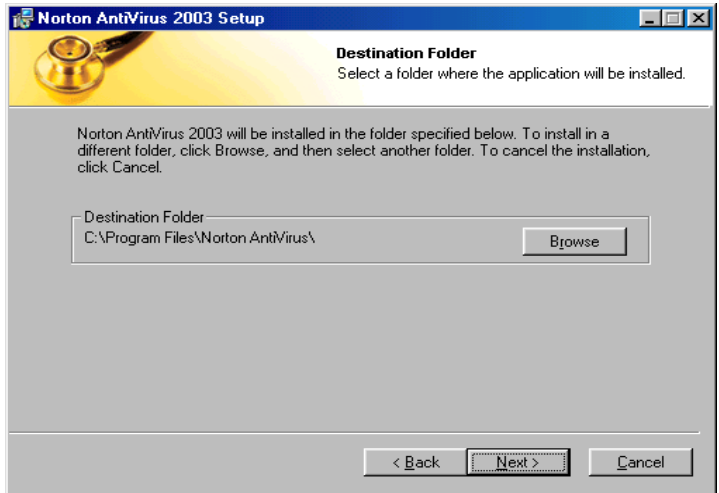 Norton AntiVirus 2003 Setup
Destination Folder
Select a folder where the application will be installed.
Norton AntiVirus 2003 will be installed in the folder specified below. To install in a
different folder, click Browse, and then select another folder. To cancel the installation,
click Cancel.
Destination Folder
C:\Program Files\Norton AntiVirus\
Browse
< Back
Next >
Cancel